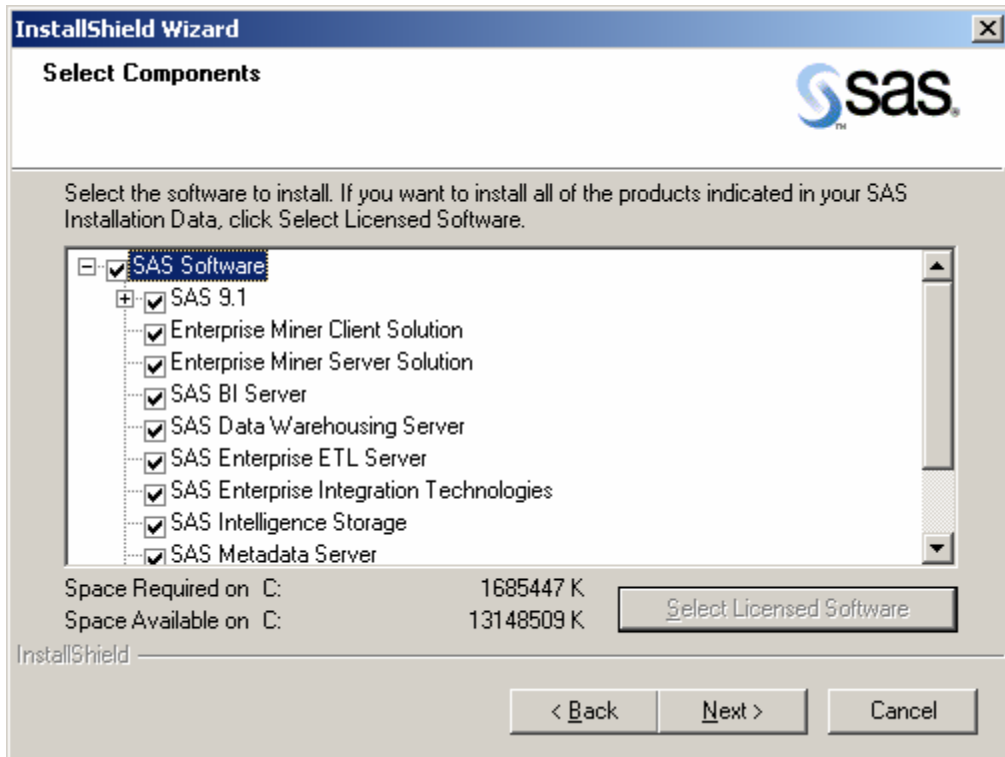 InstallShield Wizard
Select Components
sas.
TM
Select the software to install. If you want to install all of the products indicated in your SAS
Installation Data, click Select Licensed Software.
SAS Software
SAS 9.1
Enterprise Miner Client Solution
Enterprise Miner Server Solution
SAS BI Server
SAS Data Warehousing Server
SAS Enterprise ETL Server
SAS Enterprise Integration Technologies
SAS Intelligence Storage
SAS Metadata Server
Space Required on C: 1685447 K
Space Available on C: 13148509 K
Select Licensed Software
InstallShield
< Back Next > Cancel